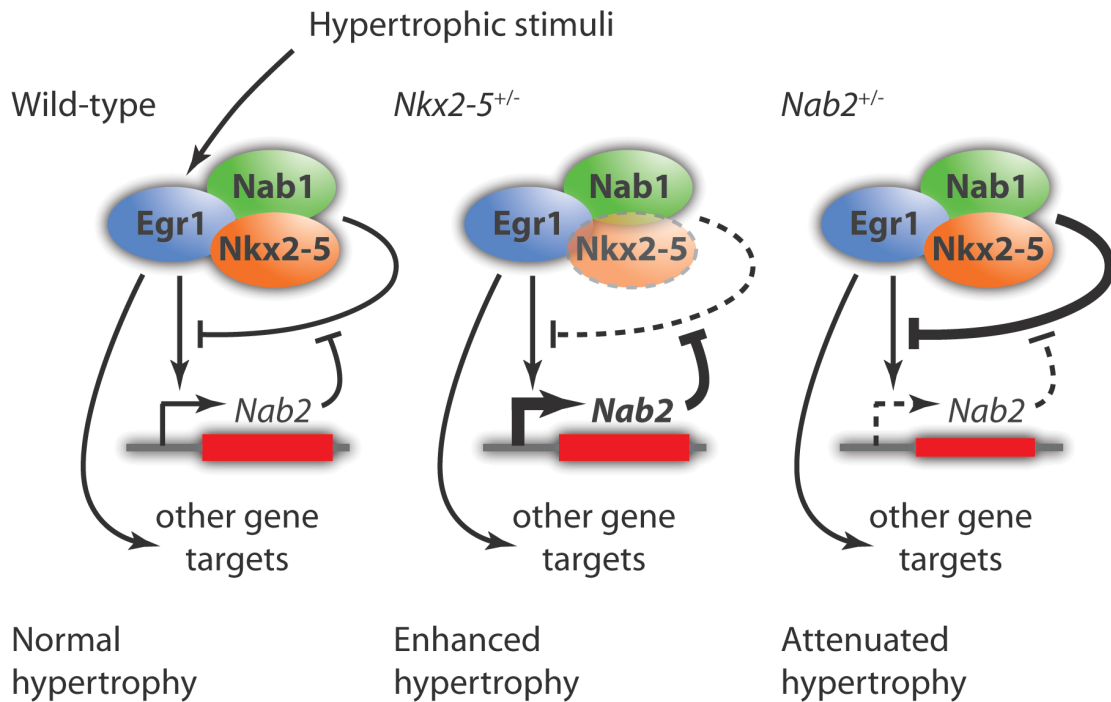 Hypertrophic stimuli
Wild-type
Nab1
Egr1
Nkx2-5
Nab2
other gene
targets
Normal
hypertrophy
Nkx2-5+/-
Nab1
Egr1
Nkx2-5
Nab2
other gene
targets
Enhanced
hypertrophy
Nab2+/-
Nab1
Egr1
Nkx2-5
Nab2
other gene
targets
Attenuated
hypertrophy